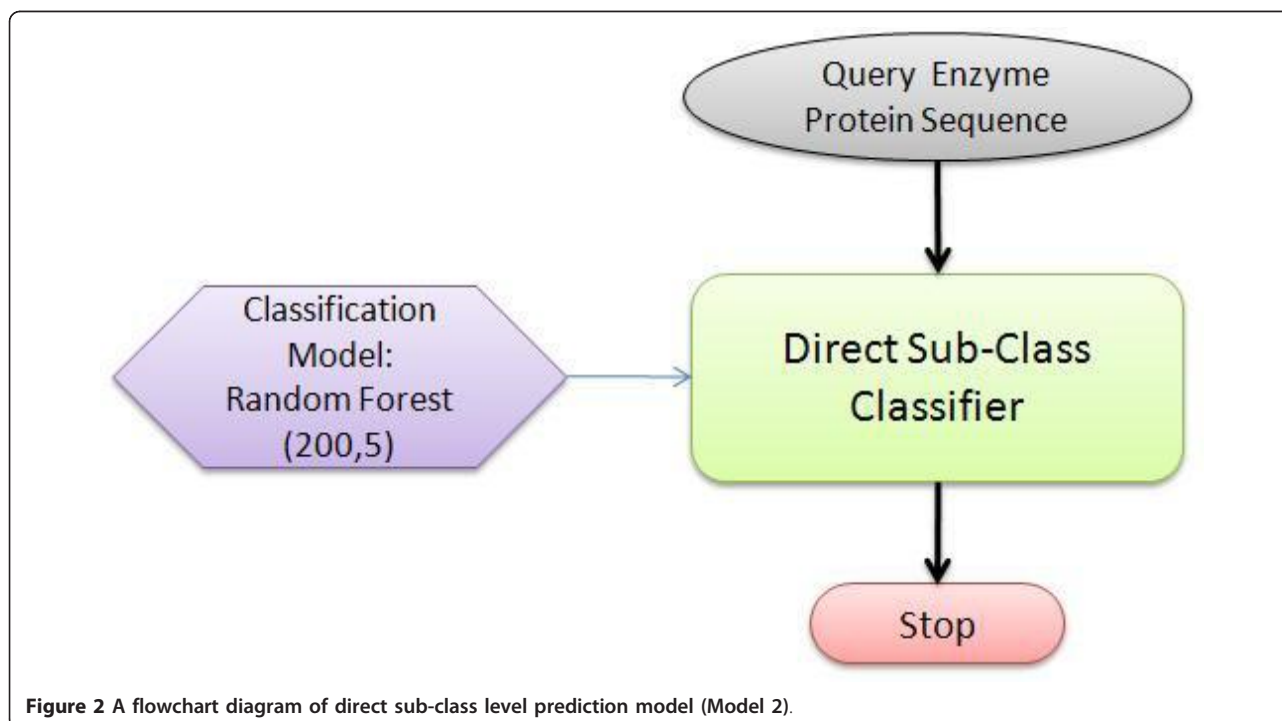 Query Enzyme
Protein Sequence
Classification
Model:
Random Forest
(200,5)
Direct Sub-Class
Classifier
Stop
Figure 2 A flowchart diagram of direct sub-class level prediction model (Model 2).